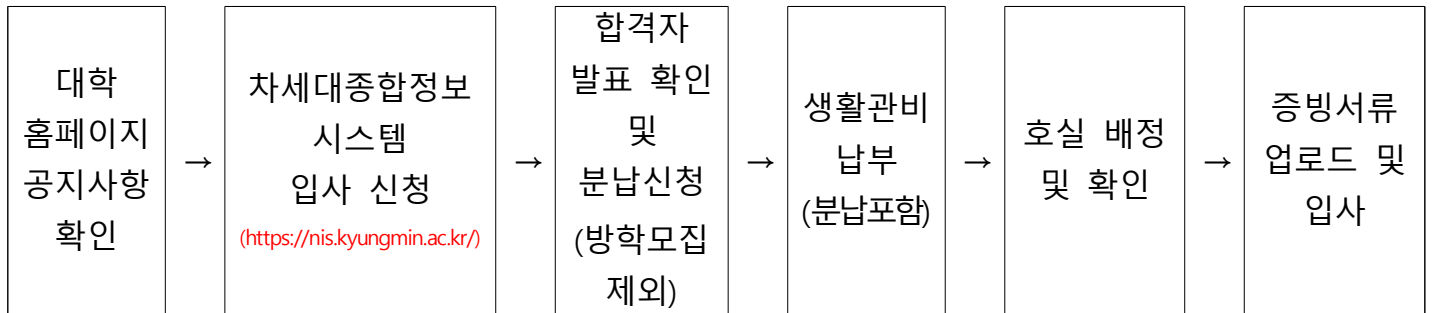 대학
홈페이지
공지사항
확인
→
차세대종합정보
시스템
입사 신청
(https://nis.kyungmin.ac.kr/)
→
합격자
발표 확인
및
분납신청
(방학모집
제외)
→
생활관비
납부
(분납포함)
→
호실 배정
및 확인
→
증빙서류
업로드 및
입사